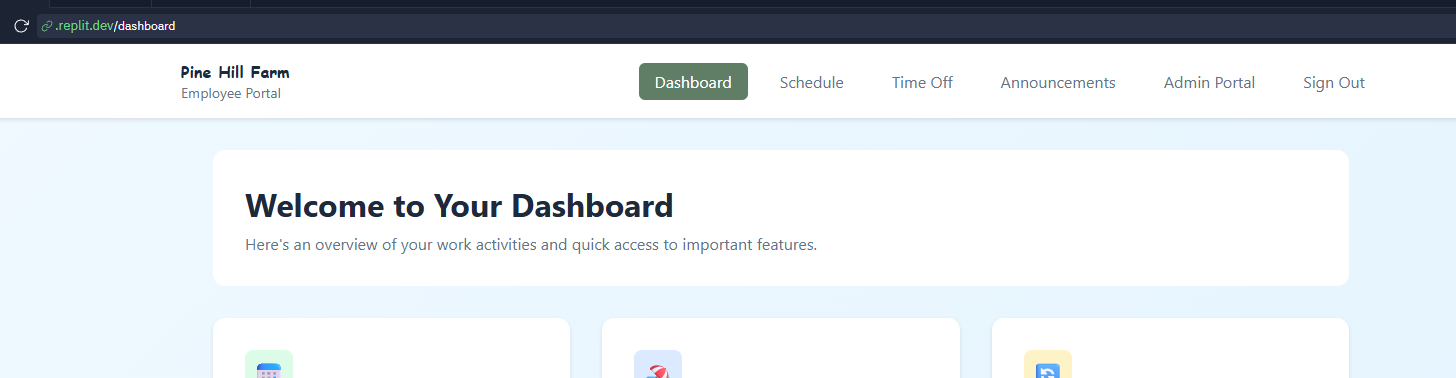 .replit.dev/dashboard
Pine Hill Farm
Employee Portal
Dashboard
Schedule
Time Off
Announcements
Admin Portal
Sign Out
Welcome to Your Dashboard
Here's an overview of your work activities and quick access to important features.